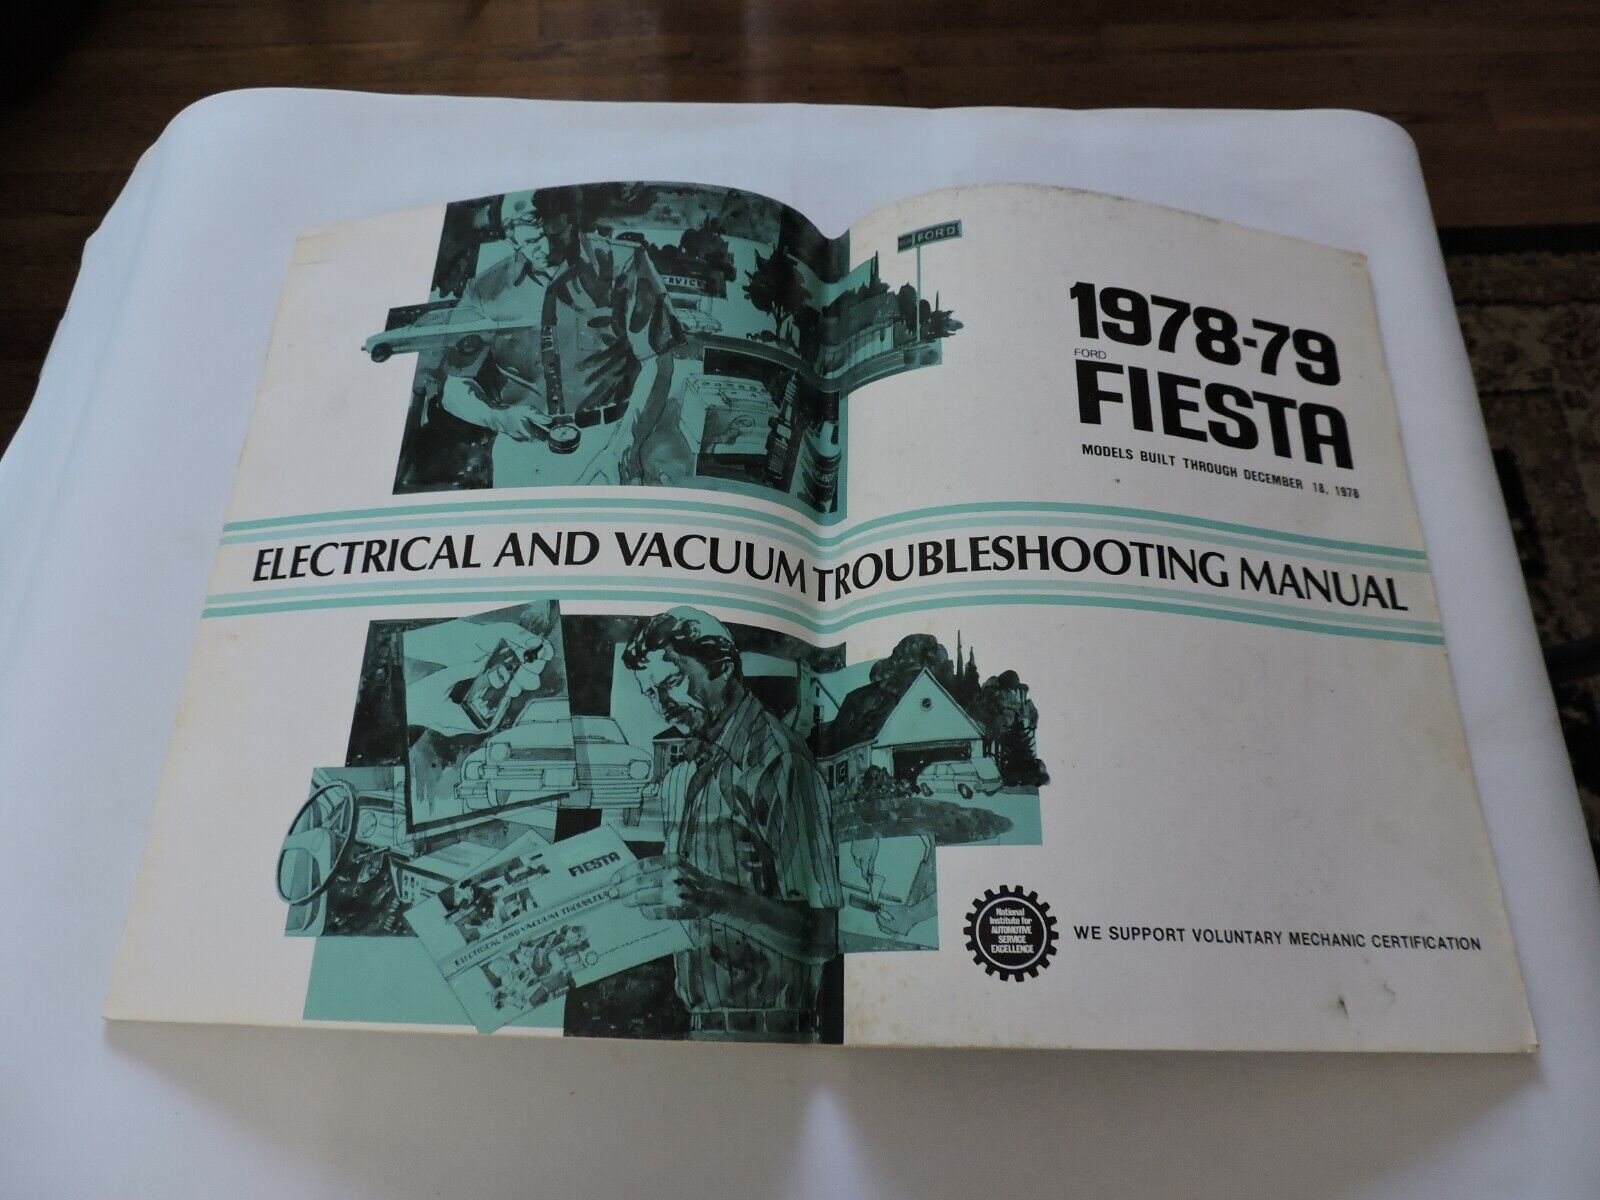 FORD
SERVICE
1978-79
FORD
FIESTA
MODELS BUILT THROUGH DECEMBER 18, 1978
ELECTRICAL AND VACUUM TROUBLESHOOTING MANUAL
FIESTA
ELECTRICAL AND VACUUM TROUBLES
National
Institute for
AUTOMOTIVE
SERVICE
EXCELLENCE
WE SUPPORT VOLUNTARY MECHANIC CERTIFICATION